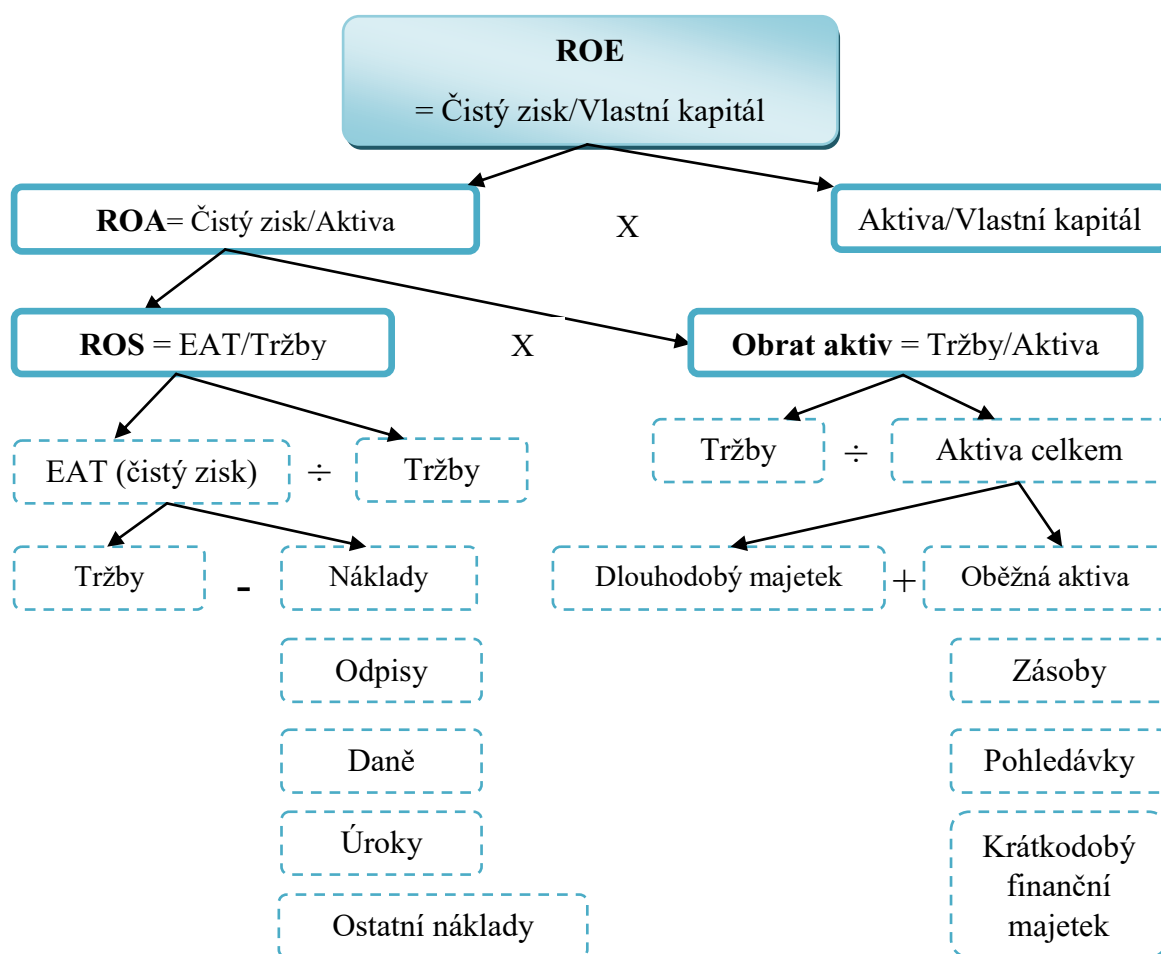 ROE
= Čistý zisk/Vlastní kapitál
ROA= Čistý zisk/Aktiva
X
Aktiva/Vlastní kapitál
ROS = EAT/Tržby
X
Obrat aktiv = Tržby/Aktiva
EAT (čistý zisk)
÷
Tržby
Tržby
÷
Aktiva celkem
Tržby
-
Náklady
Dlouhodobý majetek
+
Oběžná aktiva
Odpisy
Zásoby
Daně
Pohledávky
Úroky
Krátkodobý
finanční
majetek
Ostatní náklady